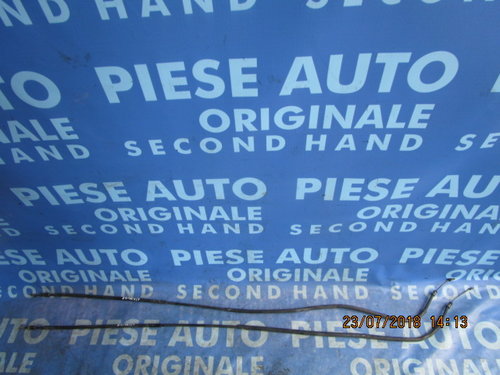 SECOND HAND SECOND HAND SECOND
PIESE AUTO
ORIGINALE
SECOND HAND
PIESE AUTO PIESE AUTO
ORIGINALE ORIGINALE
SECOND HAND SECOND HAND
PIESE AUTO PIESE AUTO
ORIGINALE ORIGINALE
SECOND HAND SECOND HAND
23/07/2018 14:13
PIESE AUTO PIESE AUTO
ORIGINALE ORIGINALE